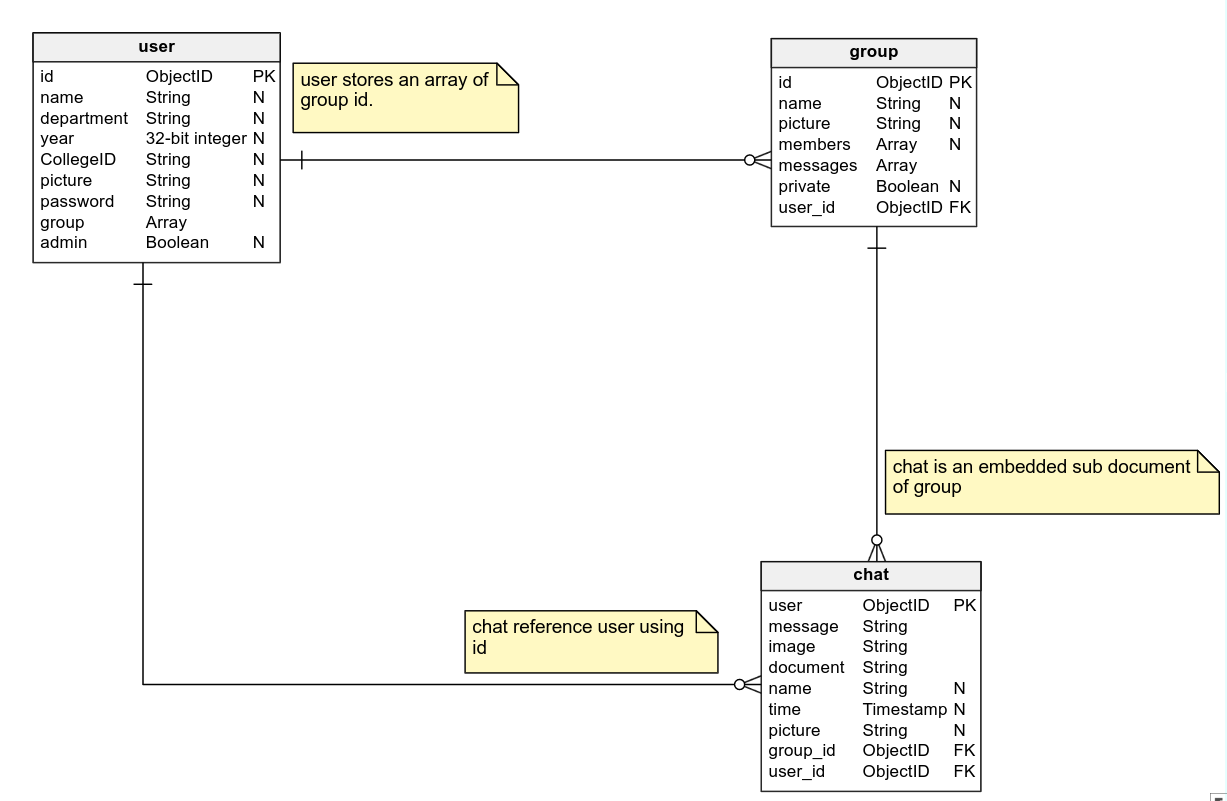 user
id ObjectID PK
name String N
department String N
year 32-bit integer N
CollegeID String N
picture String N
password String N
group Array
admin Boolean N
user stores an array of
group id.
group
id ObjectID PK
name String N
picture String N
members Array N
messages Array
private Boolean N
user_id ObjectID FK
chat is an embedded sub document
of group
chat reference user using
id
chat
user ObjectID PK
message String
image String
document String
name String N
time Timestamp N
picture String N
group_id ObjectID FK
user_id ObjectID FK